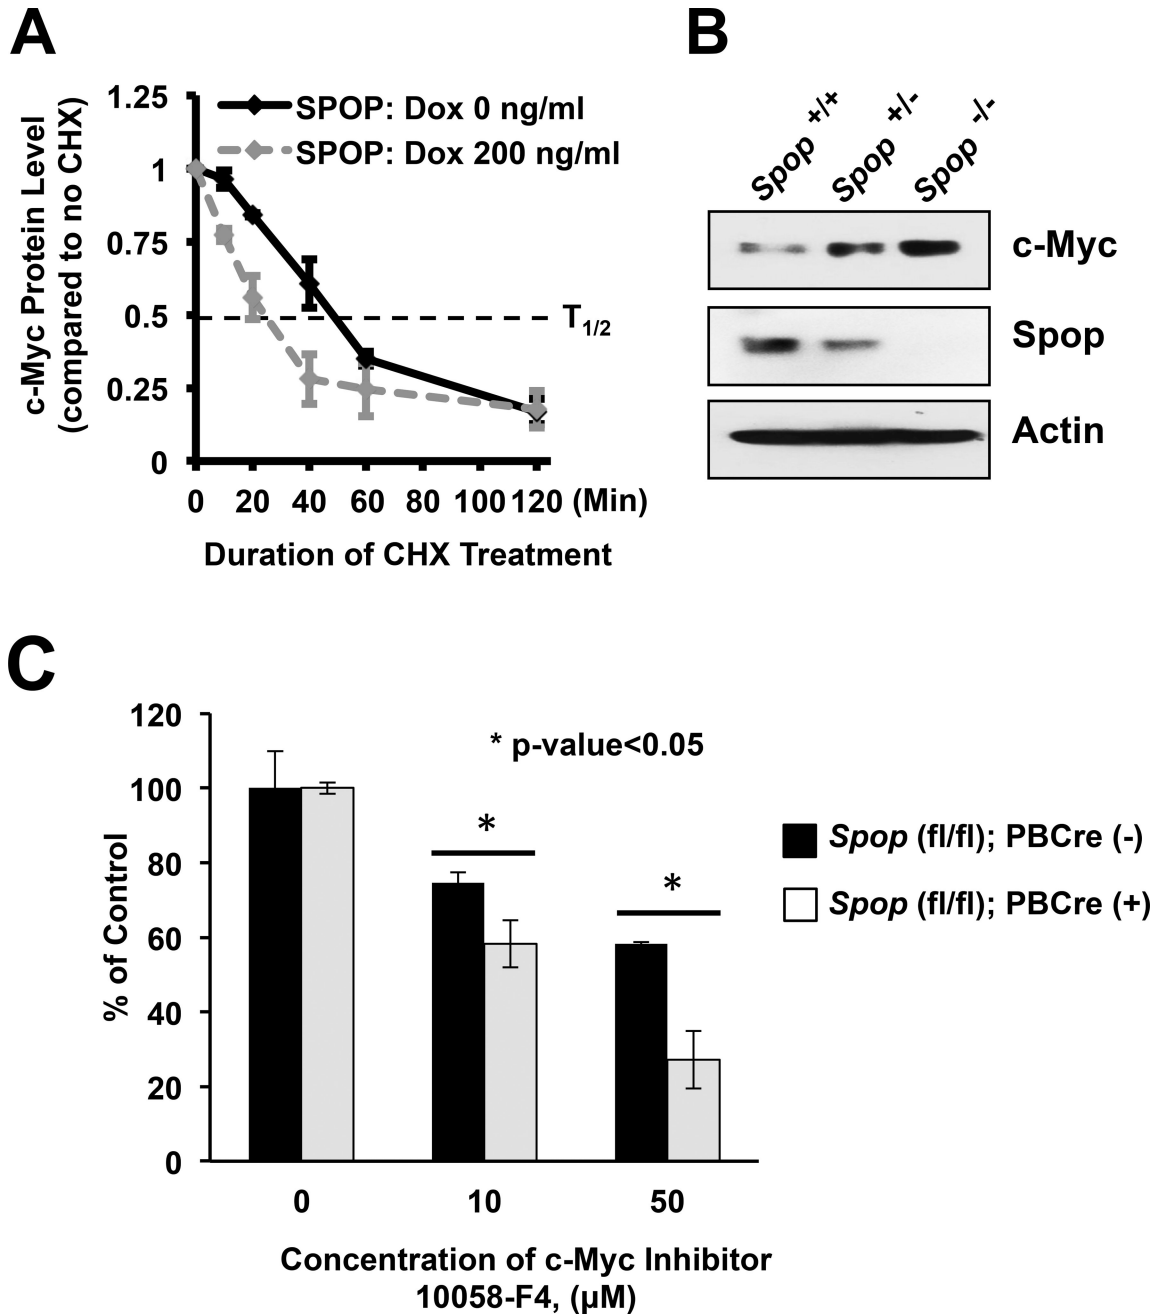 A
1.25
1
0.75
0.5
0.25
0
c-Myc Protein Level
(compared to no CHX)
SPOP: Dox 0 ng/ml
SPOP: Dox 200 ng/ml
T1/2
0 20 40 60 80 100 120 (Min)
Duration of CHX Treatment
B
Spop +/+
Spop +/-
Spop -/-
c-Myc
Spop
Actin
C
120
100
80
60
40
20
0
% of Control
* p-value<0.05
*
*
Spop (fl/fl); PBCre (-)
Spop (fl/fl); PBCre (+)
0 10 50
Concentration of c-Myc Inhibitor
10058-F4, (µM)